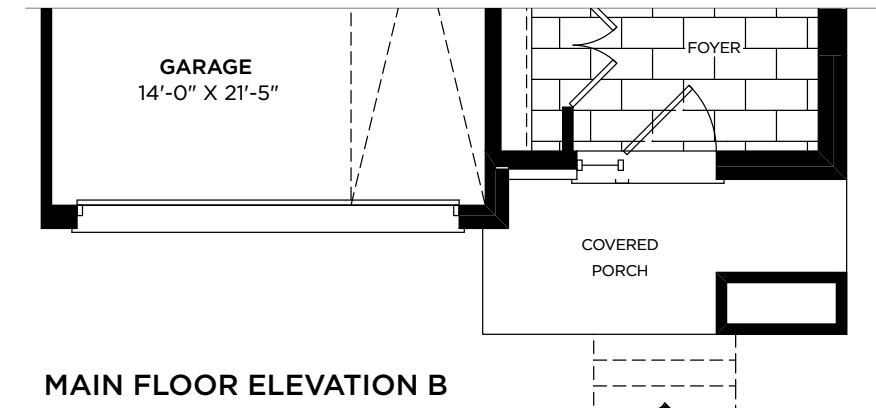 FOYER
GARAGE
14'-0" X 21'-5"
COVERED
PORCH
MAIN FLOOR ELEVATION B